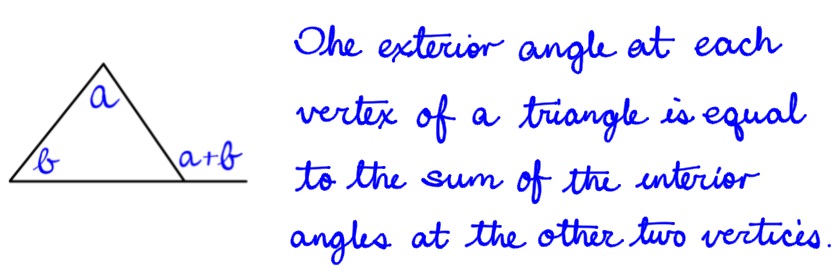 a
b
a+b
The exterior angle at each
vertex of a triangle is equal
to the sum of the interior
angles at the other two vertices.